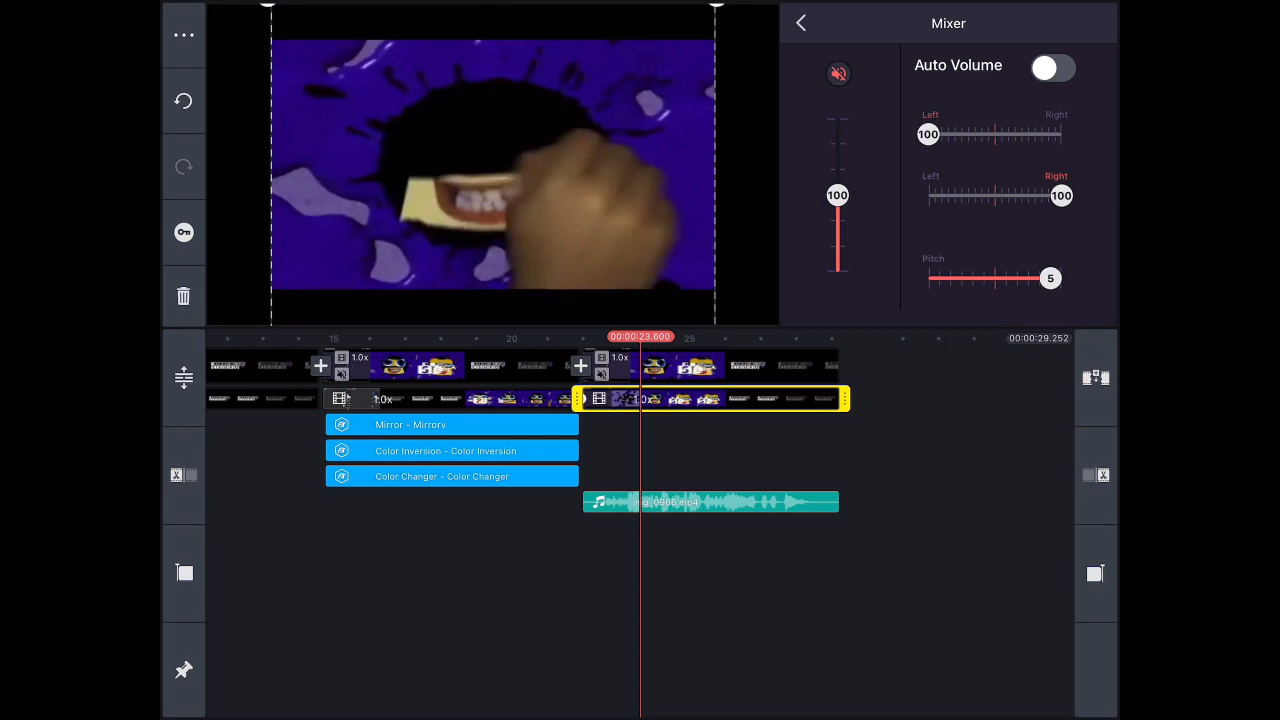 Mixer
Auto Volume
Left
Right
100
Left
Right
100
100
Pitch
5
15
20
00:00:23.600
25
00:00:29.252
1.0x
1.0x
1.0x
1.0x
Mirror - Mirrorv
Color Inversion - Color Inversion
Color Changer - Color Changer
img_0966.mp4